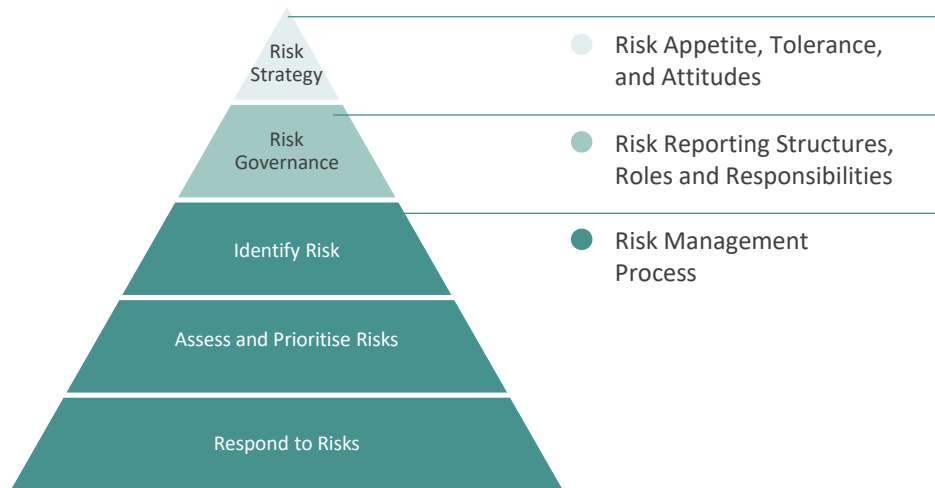 Risk
Strategy
Risk Appetite, Tolerance,
and Attitudes
Risk
Governance
Risk Reporting Structures,
Roles and Responsibilities
Identify Risk
Risk Management
Process
Assess and Prioritise Risks
Respond to Risks